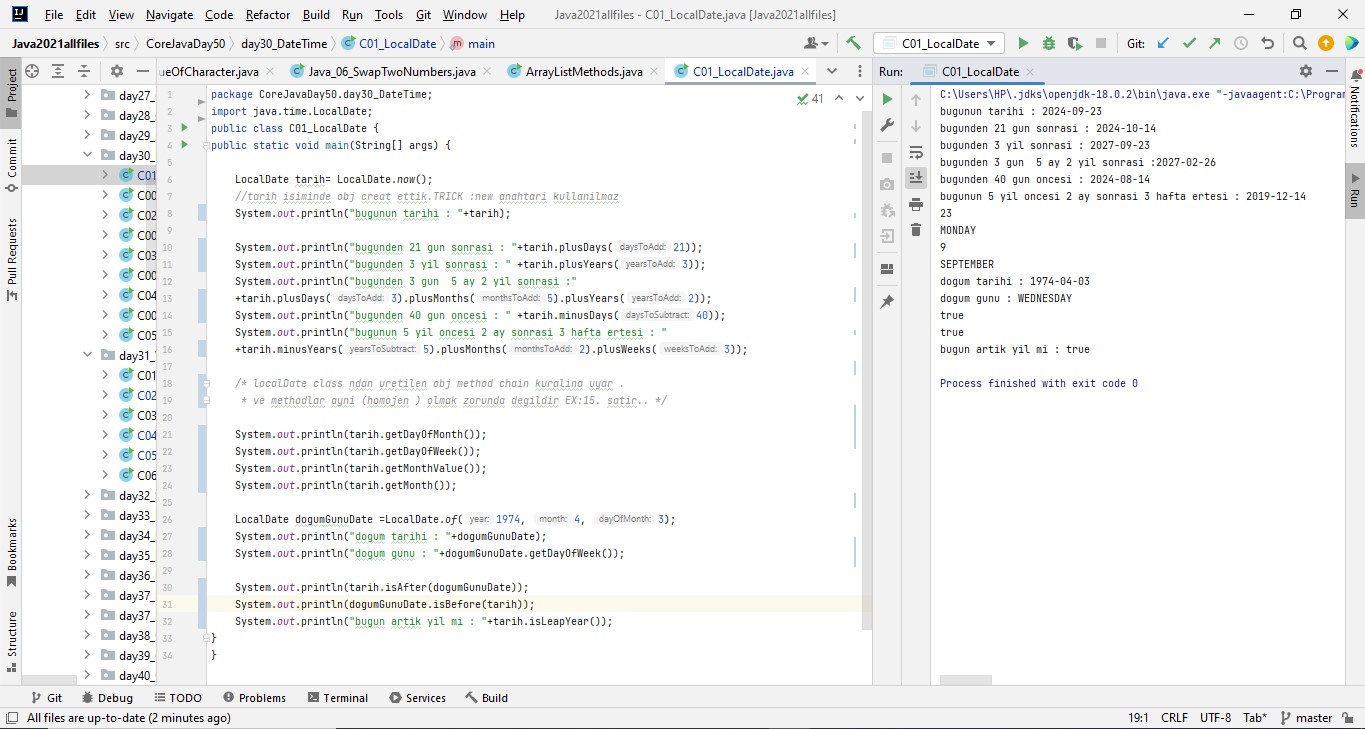 File Edit View Navigate Code Refactor Build Run Tools Git Window Help Java2021allfiles - C01_LocalDate.java [Java2021allfiles]
Java2021allfiles src CoreJavaDay50 day30_DateTime C01_LocalDate main C01_LocalDate Git:
Project
Commit
Pull Requests
Bookmarks
Structure
day27_
day28_
day29_
day30_
C01
C00
C02
C00
C03
C00
C04
C00
C05
day31_
C01
C02
C03
C04
C05
C06
day32_
day33_
day34_
day35_
day36_
day37_
day37_
day38_
day39_
day40_
ueOfCharacter.java Java_06_SwapTwoNumbers.java ArrayListMethods.java C01_LocalDate.java
41
1 package CoreJavaDay50.day30_DateTime;
2 import java.time.LocalDate;
3 public class C01_LocalDate {
4 public static void main(String[] args) {
5
6 LocalDate tarih= LocalDate.now();
7 //tarih isiminde obj creat ettik.TRICK :new anahtari kullanilmaz
8 System.out.println("bugunun tarihi : "+tarih);
9
10 System.out.println("bugunden 21 gun sonrasi : "+tarih.plusDays( daysToAdd: 21));
11 System.out.println("bugunden 3 yil sonrasi : " +tarih.plusYears( yearsToAdd: 3));
12 System.out.println("bugunden 3 gun  5 ay 2 yil sonrasi :"
13 +tarih.plusDays( daysToAdd: 3).plusMonths( monthsToAdd: 5).plusYears( yearsToAdd: 2));
14 System.out.println("bugunden 40 gun oncesi : " +tarih.minusDays( daysToSubtract: 40));
15 System.out.println("bugunun 5 yil oncesi 2 ay sonrasi 3 hafta ertesi : "
16 +tarih.minusYears( yearsToSubtract: 5).plusMonths( monthsToAdd: 2).plusWeeks( weeksToAdd: 3));
17
18 /* localDate class ndan uretilen obj method chain kuralina uyar .
19 * ve methodlar ayni (homojen ) olmak zorunda degildir EX:15. satir.. */
20
21 System.out.println(tarih.getDayOfMonth());
22 System.out.println(tarih.getDayOfWeek());
23 System.out.println(tarih.getMonthValue());
24 System.out.println(tarih.getMonth());
25
26 LocalDate dogumGunuDate =LocalDate.of( year: 1974, month: 4, dayOfMonth: 3);
27 System.out.println("dogum tarihi : "+dogumGunuDate);
28 System.out.println("dogum gunu : "+dogumGunuDate.getDayOfWeek());
30 System.out.println(tarih.isAfter(dogumGunuDate));
31 System.out.println(dogumGunuDate.isBefore(tarih));
32 System.out.println("bugun artik yil mi : "+tarih.isLeapYear());
33 }
34 }
Run: C01_LocalDate
C:\Users\HP\.jdks\openjdk-18.0.2\bin\java.exe "-javaagent:C:\Program
bugunun tarihi : 2024-09-23
bugunden 21 gun sonrasi : 2024-10-14
bugunden 3 yil sonrasi : 2027-09-23
bugunden 3 gun  5 ay 2 yil sonrasi :2027-02-26
bugunden 40 gun oncesi : 2024-08-14
bugunun 5 yil oncesi 2 ay sonrasi 3 hafta ertesi : 2019-12-14
23
MONDAY
9
SEPTEMBER
dogum tarihi : 1974-04-03
dogum gunu : WEDNESDAY
true
true
bugun artik yil mi : true
Process finished with exit code 0
Notifications
Run
Git Debug TODO Problems Terminal Services Build
All files are up-to-date (2 minutes ago) 19:1 CRLF UTF-8 Tab* master